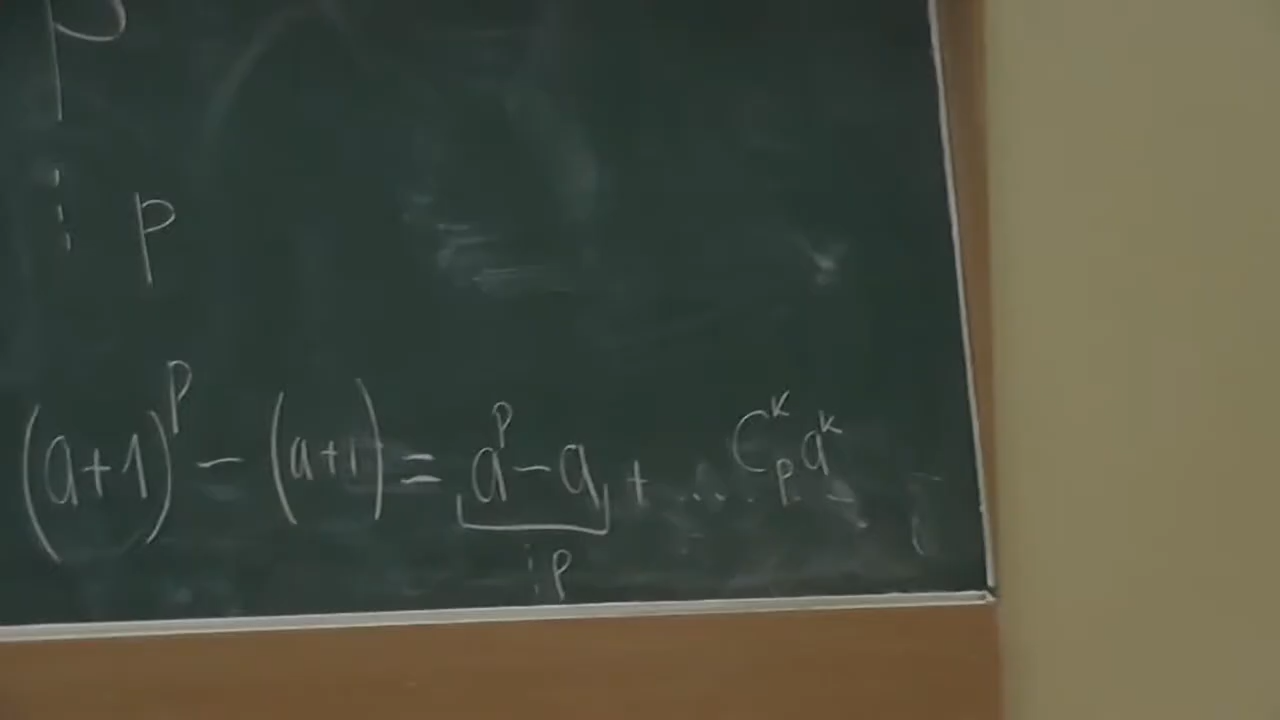 p
⋮ p
(a+1)^p − (a+1) = a^p − a + ... C_p^k a^k
⋮ p